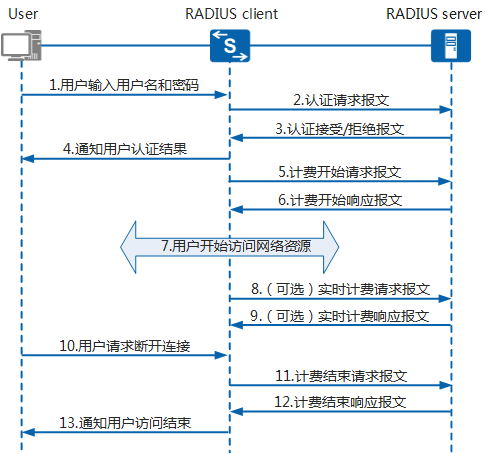 User
RADIUS client
RADIUS server
S
1.用户输入用户名和密码
2.认证请求报文
3.认证接受/拒绝报文
4.通知用户认证结果
5.计费开始请求报文
6.计费开始响应报文
7.用户开始访问网络资源
8.（可选）实时计费请求报文
9.（可选）实时计费响应报文
10.用户请求断开连接
11.计费结束请求报文
12.计费结束响应报文
13.通知用户访问结束